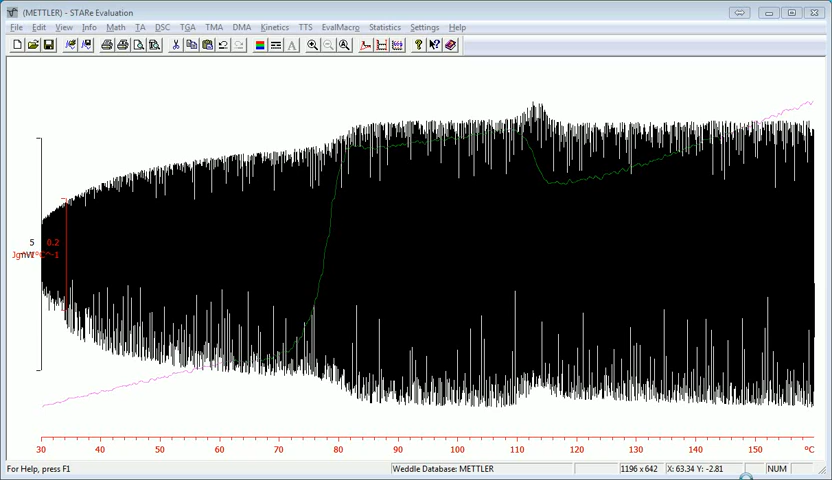 (METTLER) - STARe Evaluation
File Edit View Info Math TA DSC TGA TMA DMA Kinetics TTS EvalMacro Statistics Settings Help
5 0.2
30 40 50 60 70 80 90 100 110 120 130 140 150 ºC
For Help, press F1 Weddle Database: METTLER 1196 x 642 X: 63.34 Y: -2.81 NUM